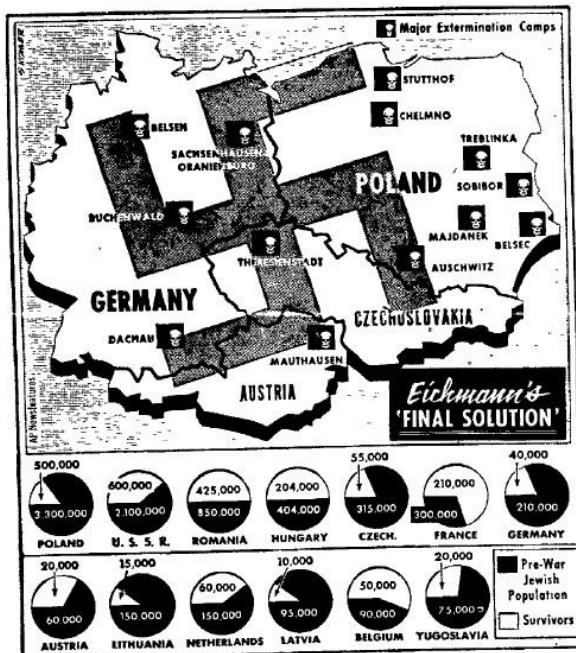 Major Extermination Camps
STUTTHOF
CHELMNO
BELSEN
SACHSENHAUSEN
ORANIENBURG
TREBLINKA
POLAND
SOBIBOR
BUCHENWALD
MAJDANEK
BELSEC
THERESIENSTADT
AUSCHWITZ
GERMANY
CZECHOSLOVAKIA
DACHAU
MAUTHAUSEN
AUSTRIA
Eichmann's
'FINAL SOLUTION'
AP Newsfeatures
500,000
3,300,000
POLAND
600,000
2,100,000
U. S. S. R.
425,000
850,000
ROMANIA
204,000
404,000
HUNGARY
55,000
315,000
CZECH.
210,000
300,000
FRANCE
40,000
210,000
GERMANY
20,000
60,000
AUSTRIA
15,000
150,000
LITHUANIA
60,000
150,000
NETHERLANDS
10,000
95,000
LATVIA
50,000
90,000
BELGIUM
20,000
75,000
YUGOSLAVIA
Pre-War
Jewish
Population
Survivors